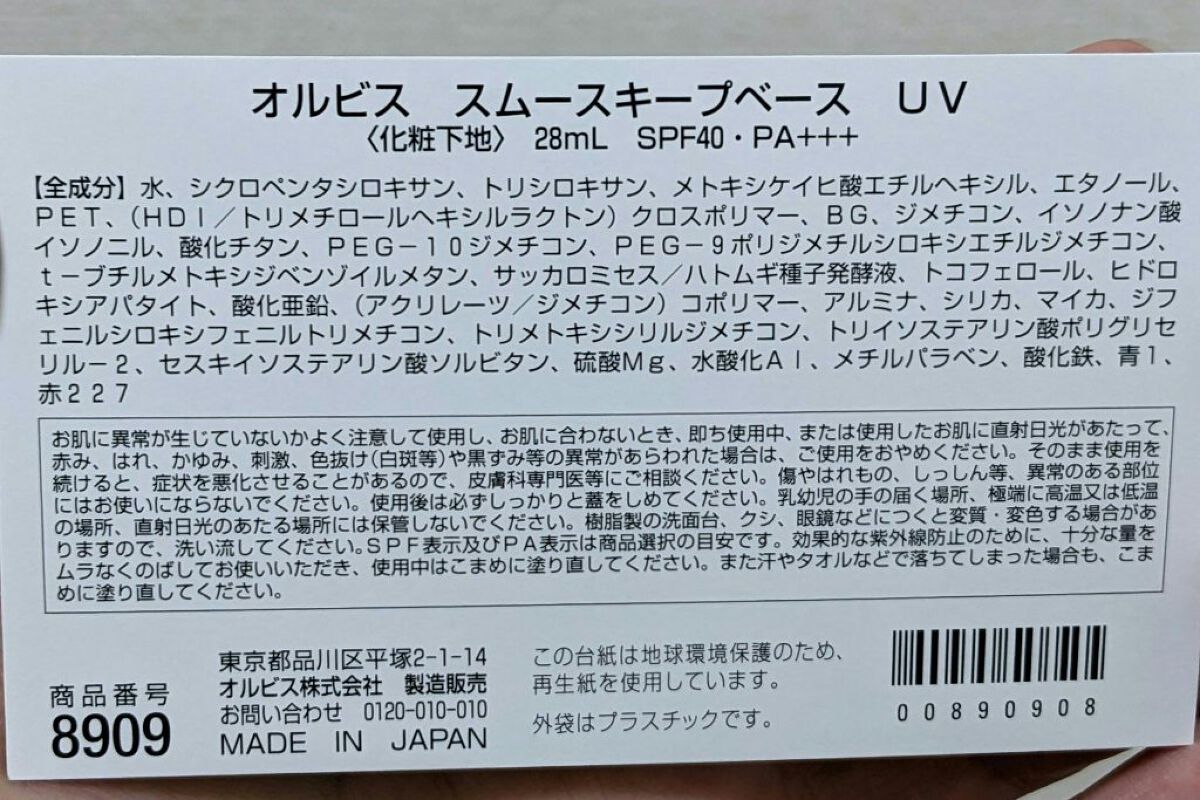 オルビス　スムースキープベース　ＵＶ
〈化粧下地〉 28mL　SPF40・PA+++
【全成分】水、シクロペンタシロキサン、トリシロキサン、メトキシケイヒ酸エチルヘキシル、エタノール、
ＰＥＴ、（ＨＤＩ／トリメチロールヘキシルラクトン）クロスポリマー、ＢＧ、ジメチコン、イソノナン酸
イソノニル、酸化チタン、ＰＥＧ－１０ジメチコン、ＰＥＧ－９ポリジメチルシロキシエチルジメチコン、
ｔ－ブチルメトキシジベンゾイルメタン、サッカロミセス／ハトムギ種子発酵液、トコフェロール、ヒドロ
キシアパタイト、酸化亜鉛、（アクリレーツ／ジメチコン）コポリマー、アルミナ、シリカ、マイカ、ジフ
ェニルシロキシフェニルトリメチコン、トリメトキシシリルジメチコン、トリイソステアリン酸ポリグリセ
リル－２、セスキイソステアリン酸ソルビタン、硫酸Ｍｇ、水酸化Ａｌ、メチルパラベン、酸化鉄、青１、
赤２２７
お肌に異常が生じていないかよく注意して使用し、お肌に合わないとき、即ち使用中、または使用したお肌に直射日光があたって、
赤み、はれ、かゆみ、刺激、色抜け(白斑等)や黒ずみ等の異常があらわれた場合は、ご使用をおやめください。そのまま使用を
続けると、症状を悪化させることがあるので、皮膚科専門医等にご相談ください。傷やはれもの、しっしん等、異常のある部位
にはお使いにならないでください。使用後は必ずしっかりと蓋をしめてください。乳幼児の手の届く場所、極端に高温又は低温
の場所、直射日光のあたる場所には保管しないでください。樹脂製の洗面台、クシ、眼鏡などにつくと変質・変色する場合があ
りますので、洗い流してください。ＳＰＦ表示及びＰＡ表示は商品選択の目安です。効果的な紫外線防止のために、十分な量を
ムラなくのばしてお使いいただき、使用中はこまめに塗り直してください。また汗やタオルなどで落ちてしまった場合も、こま
めに塗り直してください。
商品番号
8909
東京都品川区平塚2-1-14
オルビス株式会社　製造販売
お問い合わせ　0120-010-010
MADE IN JAPAN
この台紙は地球環境保護のため、
再生紙を使用しています。
外袋はプラスチックです。
00890908